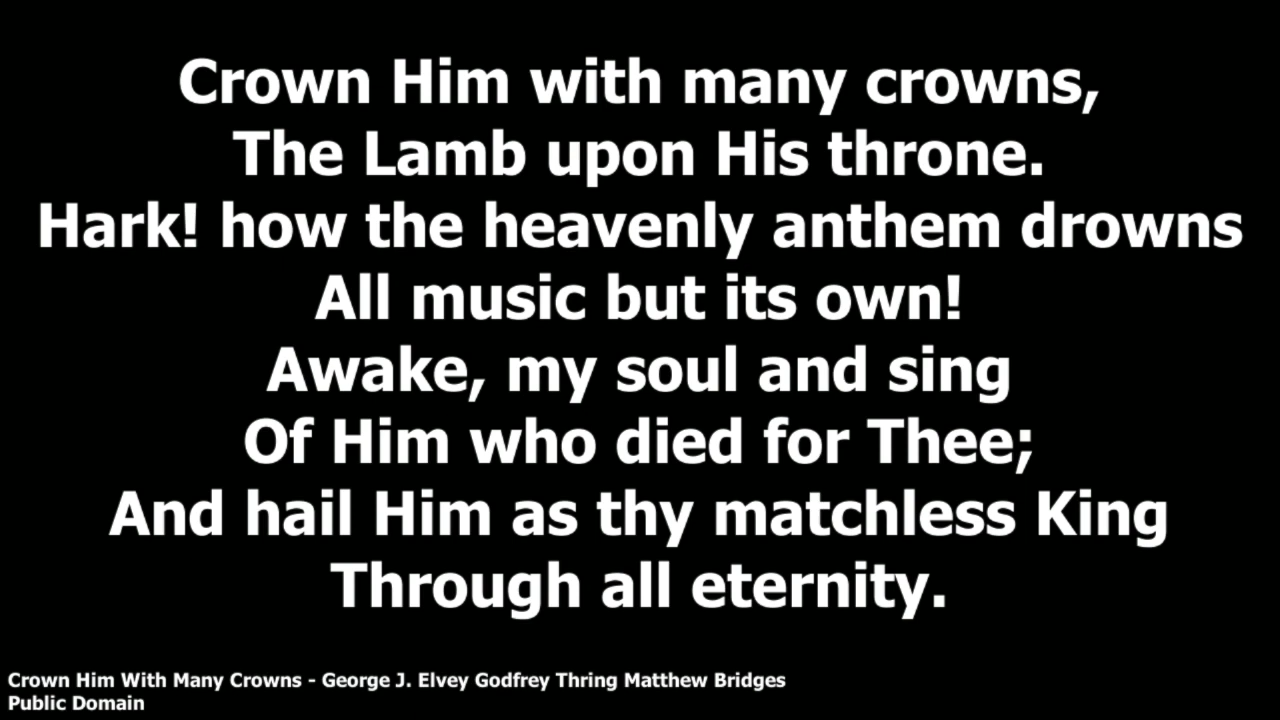 Crown Him with many crowns,
The Lamb upon His throne.
Hark! how the heavenly anthem drowns
All music but its own!
Awake, my soul and sing
Of Him who died for Thee;
And hail Him as thy matchless King
Through all eternity.
Crown Him With Many Crowns - George J. Elvey Godfrey Thring Matthew Bridges
Public Domain